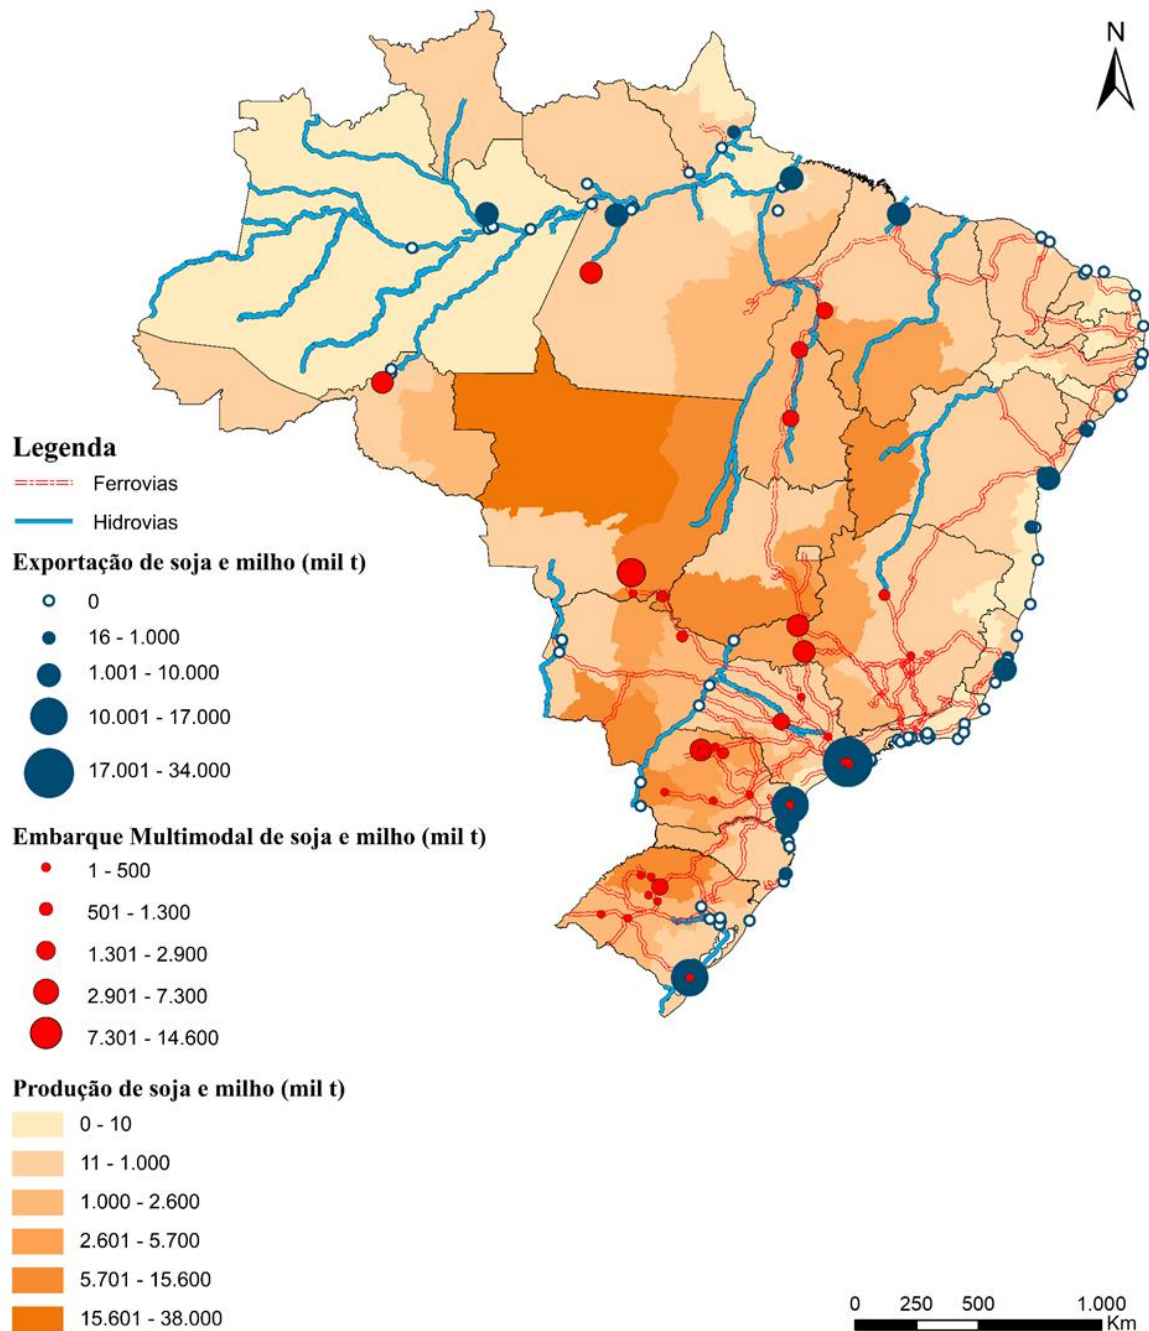 N
Legenda
Ferrovias
Hidrovias
Exportação de soja e milho (mil t)
0
16 - 1.000
1.001 - 10.000
10.001 - 17.000
17.001 - 34.000
Embarque Multimodal de soja e milho (mil t)
1 - 500
501 - 1.300
1.301 - 2.900
2.901 - 7.300
7.301 - 14.600
Produção de soja e milho (mil t)
0 - 10
11 - 1.000
1.000 - 2.600
2.601 - 5.700
5.701 - 15.600
15.601 - 38.000
0 250 500 1.000
Km